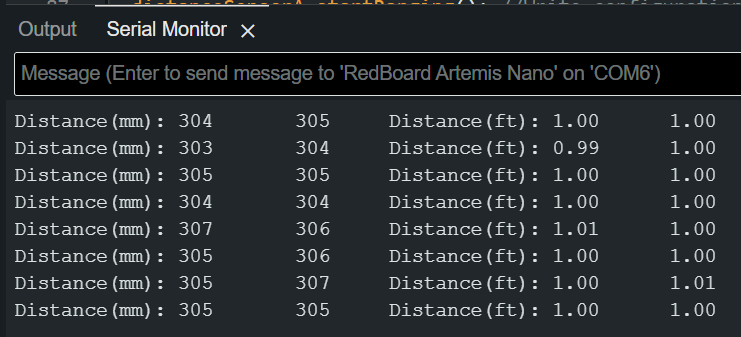 distanceSensorA.startRanging(); //Write configuration
Output Serial Monitor ×
Message (Enter to send message to 'RedBoard Artemis Nano' on 'COM6')
Distance(mm): 304 305 Distance(ft): 1.00 1.00
Distance(mm): 303 304 Distance(ft): 0.99 1.00
Distance(mm): 305 305 Distance(ft): 1.00 1.00
Distance(mm): 304 304 Distance(ft): 1.00 1.00
Distance(mm): 307 306 Distance(ft): 1.01 1.00
Distance(mm): 305 306 Distance(ft): 1.00 1.00
Distance(mm): 305 307 Distance(ft): 1.00 1.01
Distance(mm): 305 305 Distance(ft): 1.00 1.00